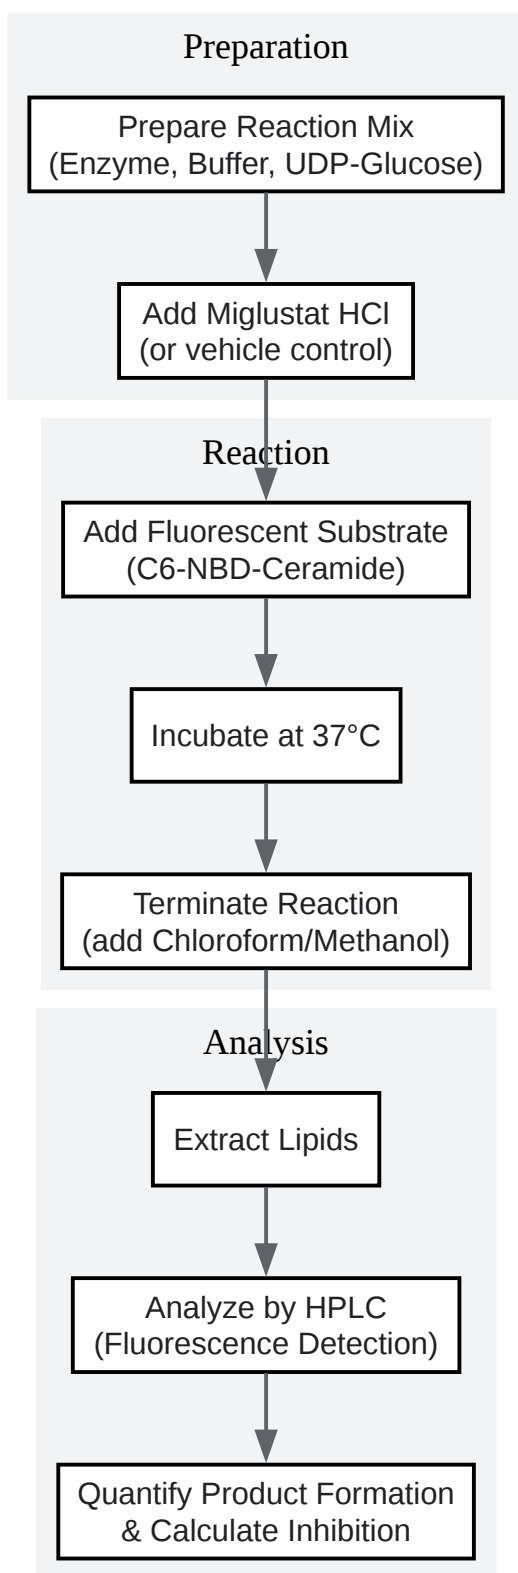 Preparation
Prepare Reaction Mix
(Enzyme, Buffer, UDP-Glucose)
Add Miglustat HCl
(or vehicle control)
Reaction
Add Fluorescent Substrate
(C6-NBD-Ceramide)
Incubate at 37°C
Terminate Reaction
(add Chloroform/Methanol)
Analysis
Extract Lipids
Analyze by HPLC
(Fluorescence Detection)
Quantify Product Formation
& Calculate Inhibition